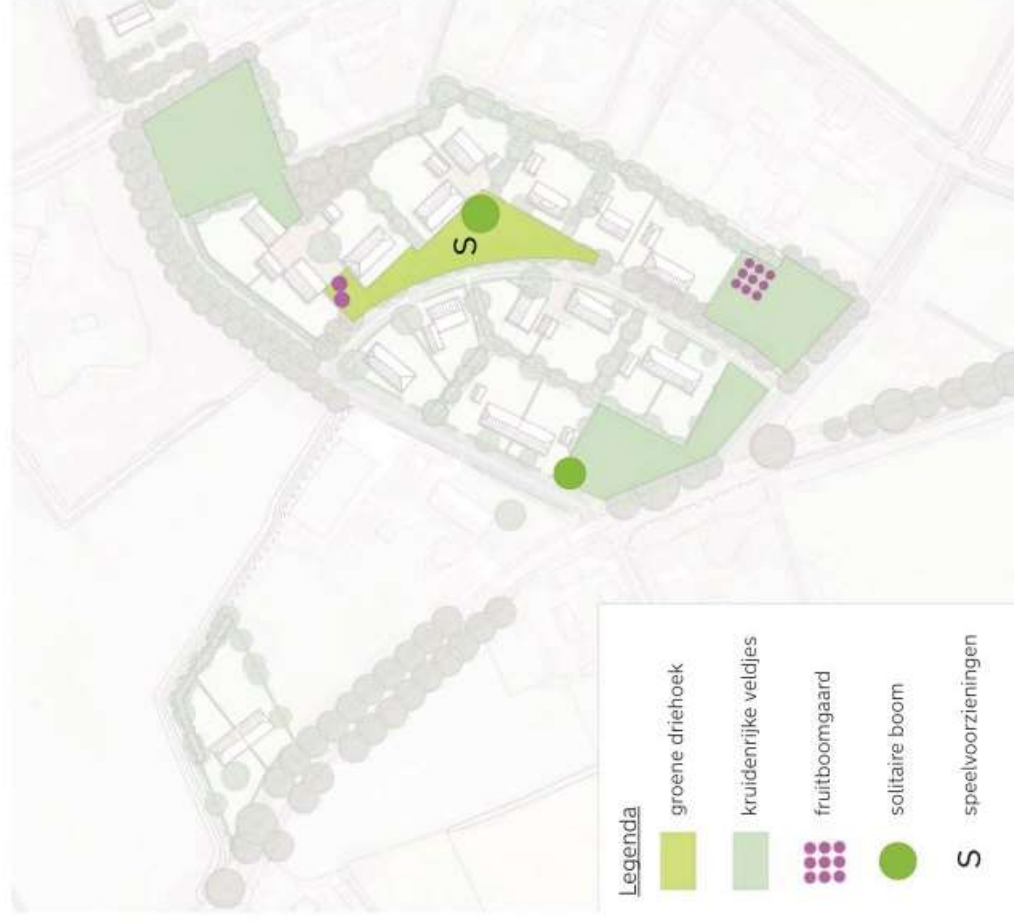 S
Legenda
groene driehoek
kruidenrijke veldjes
fruitboomgaard
solitaire boom
S speelvoorzieningen